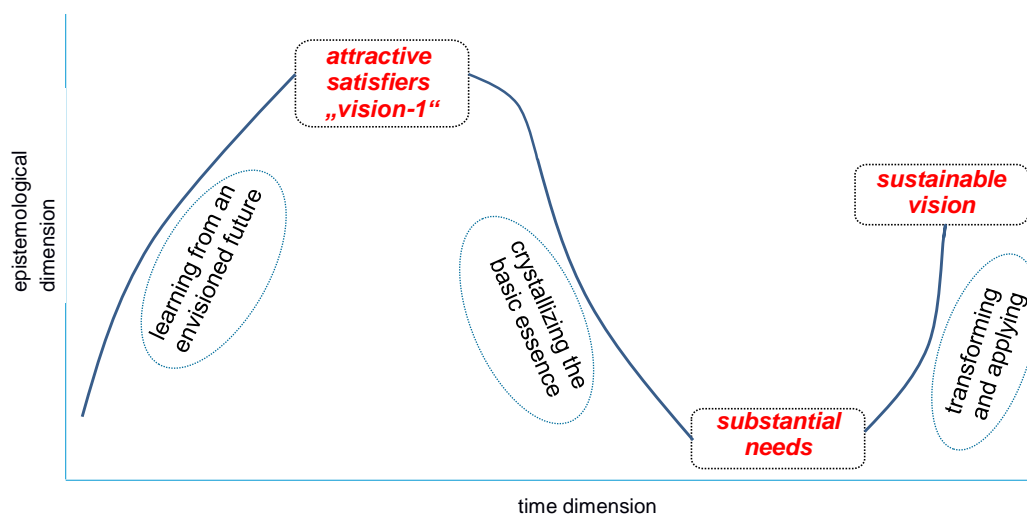 attractive
satisfiers
„vision-1“
sustainable
vision
epistemological
dimension
learning from an
envisioned future
crystallizing the
basic essence
transforming
and applying
substantial
needs
time dimension